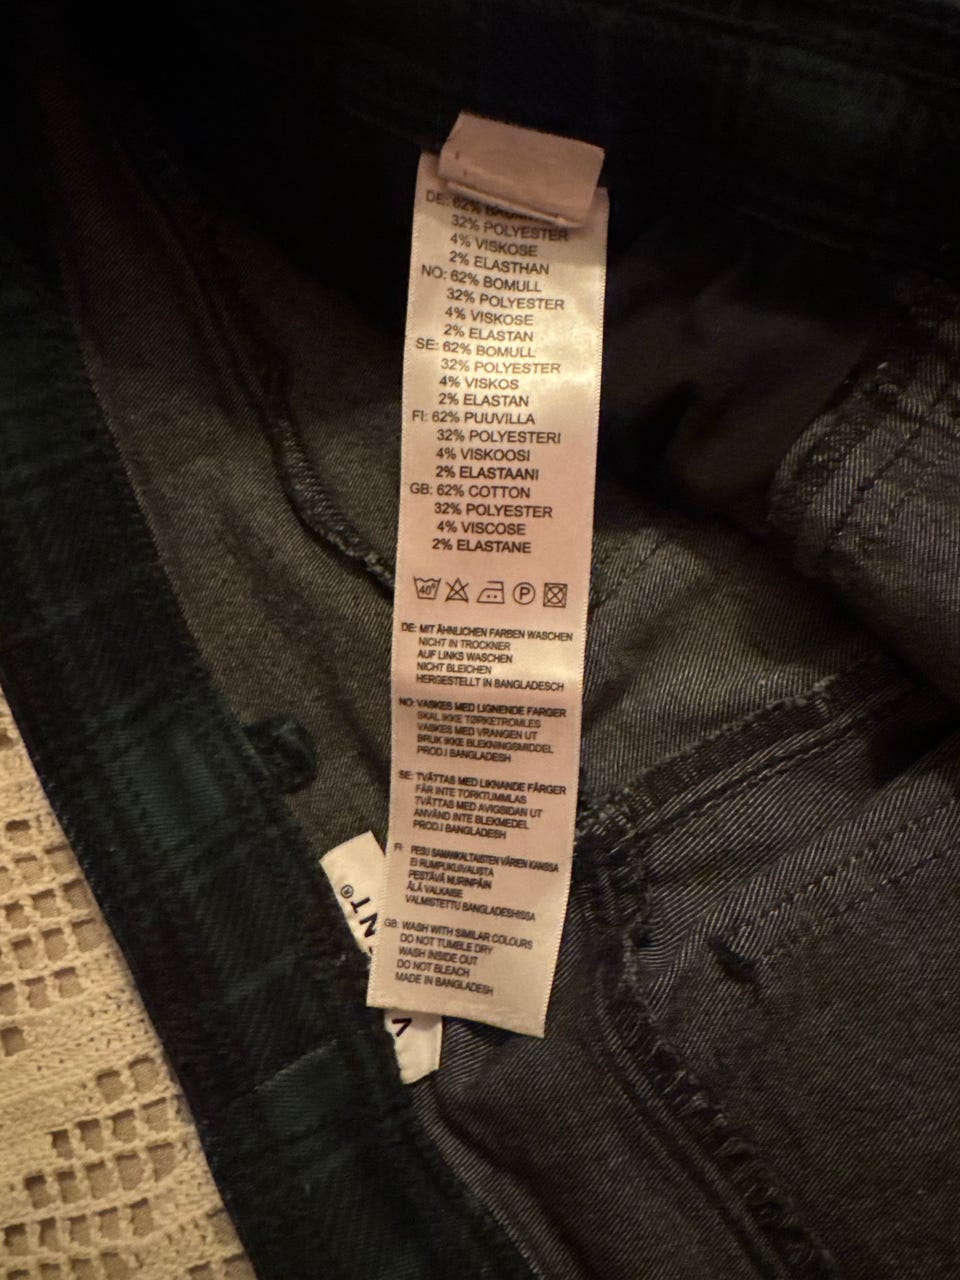 DE: 62%
32% POLYESTER
4% VISKOSE
2% ELASTHAN
NO: 62% BOMULL
32% POLYESTER
4% VISKOSE
2% ELASTAN
SE: 62% BOMULL
32% POLYESTER
4% VISKOS
2% ELASTAN
FI: 62% PUUVILLA
32% POLYESTERI
4% VISKOOSI
2% ELASTAANI
GB: 62% COTTON
32% POLYESTER
4% VISCOSE
2% ELASTANE
40° P
DE: MIT ÄHNLICHEN FARBEN WASCHEN
NICHT IN TROCKNER
AUF LINKS WASCHEN
NICHT BLEICHEN
HERGESTELLT IN BANGLADESCH
NO: VASKES MED LIGNENDE FARGER
SKAL IKKE TØRKETROMLES
VASKES MED VRANGEN UT
BRUK IKKE BLEKNINGSMIDDEL
PROD.I BANGLADESH
SE: TVÄTTAS MED LIKNANDE FÄRGER
FÅR INTE TORKTUMMLAS
TVÄTTAS MED AVIGSIDAN UT
ANVÄND INTE BLEKMEDEL
PROD.I BANGLADESH
FI: PESU SAMANKALTAISTEN VÄRIEN KANSSA
EI RUMPUKUIVAUSTA
PESTÄVÄ NURINPÄIN
ÄLÄ VALKAISE
VALMISTETTU BANGLADESHISSA
GB: WASH WITH SIMILAR COLOURS
DO NOT TUMBLE DRY
WASH INSIDE OUT
DO NOT BLEACH
MADE IN BANGLADESH
NT®
V